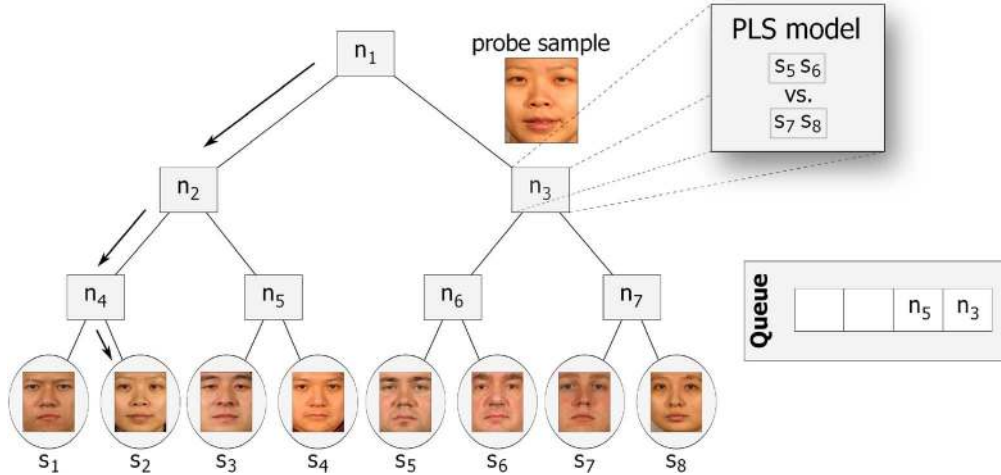 n₁
probe sample
PLS model
s₅ s₆
vs.
s₇ s₈
n₂
n₃
n₄
n₅
n₆
n₇
Queue
n₅ n₃
s₁ s₂ s₃ s₄ s₅ s₆ s₇ s₈